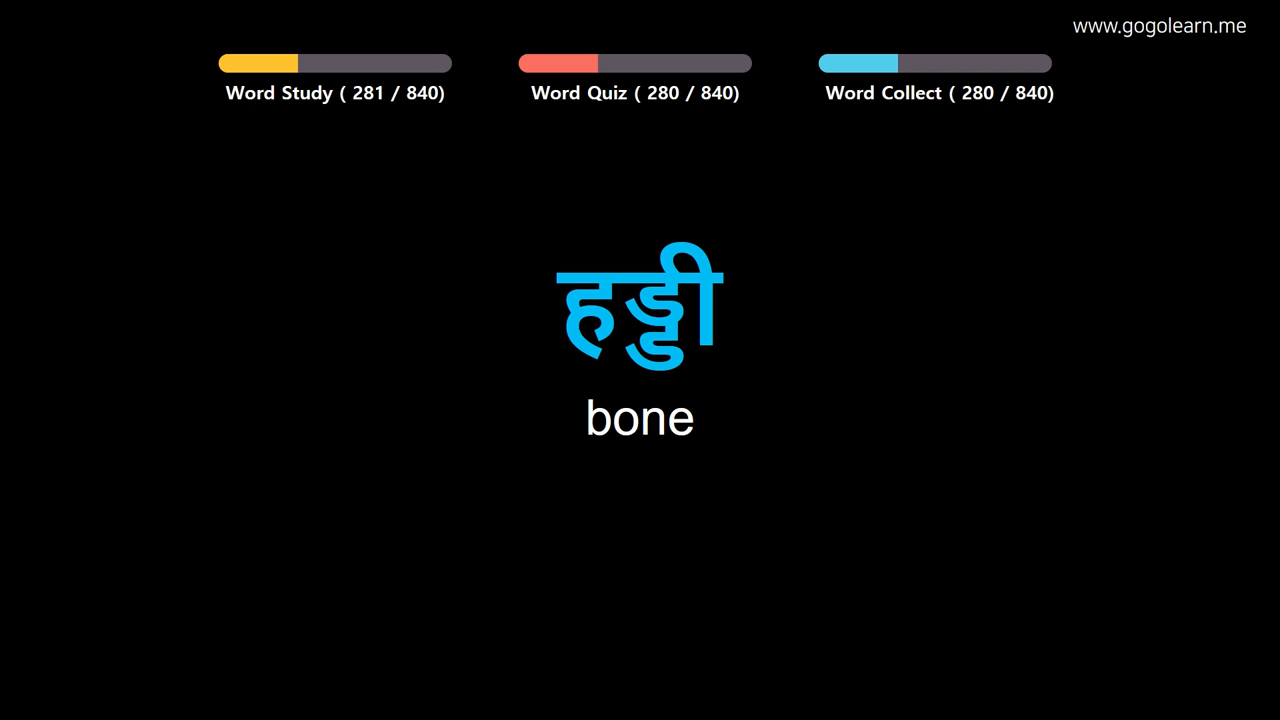 www.gogolearn.me
Word Study ( 281 / 840)
Word Quiz ( 280 / 840)
Word Collect ( 280 / 840)
हड्डी
bone